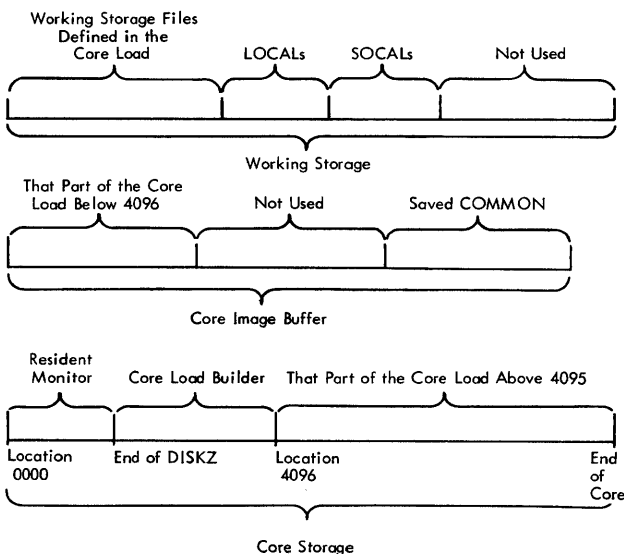 Working Storage Files
Defined in the
Core Load
LOCALs
SOCALs
Not Used
Working Storage
That Part of the Core
Load Below 4096
Not Used
Saved COMMON
Core Image Buffer
Resident
Monitor
Core Load Builder
That Part of the Core Load Above 4095
Location
0000
End of DISKZ
Location
4096
End
of
Core
Core Storage